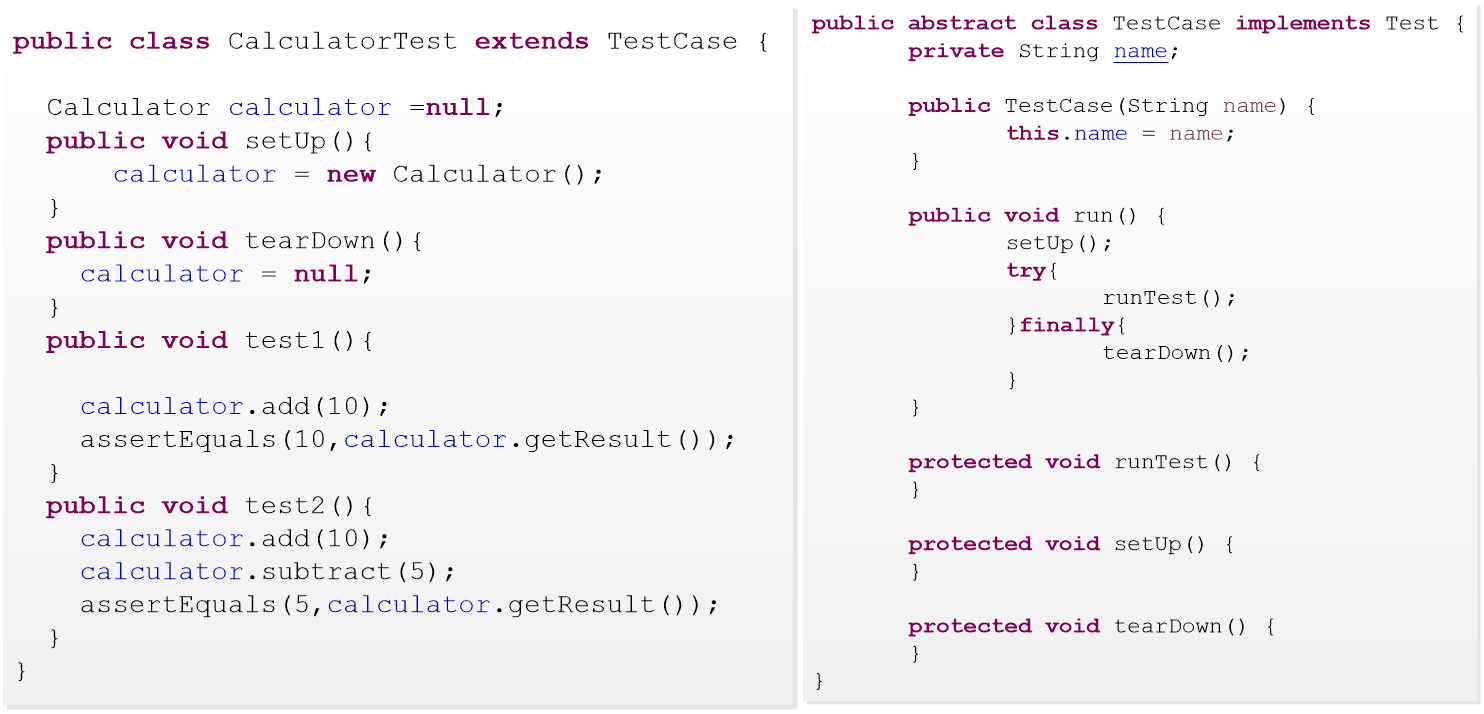 public class CalculatorTest extends TestCase {
Calculator calculator =null;
public void setUp(){
calculator = new Calculator();
}
public void tearDown(){
calculator = null;
}
public void test1(){
calculator.add(10);
assertEquals(10,calculator.getResult());
}
public void test2(){
calculator.add(10);
calculator.subtract(5);
assertEquals(5,calculator.getResult());
}
}
public abstract class TestCase implements Test {
private String name;
public TestCase(String name) {
this.name = name;
}
public void run() {
setUp();
try{
runTest();
}finally{
tearDown();
}
}
protected void runTest() {
}
protected void setUp() {
}
protected void tearDown() {
}
}